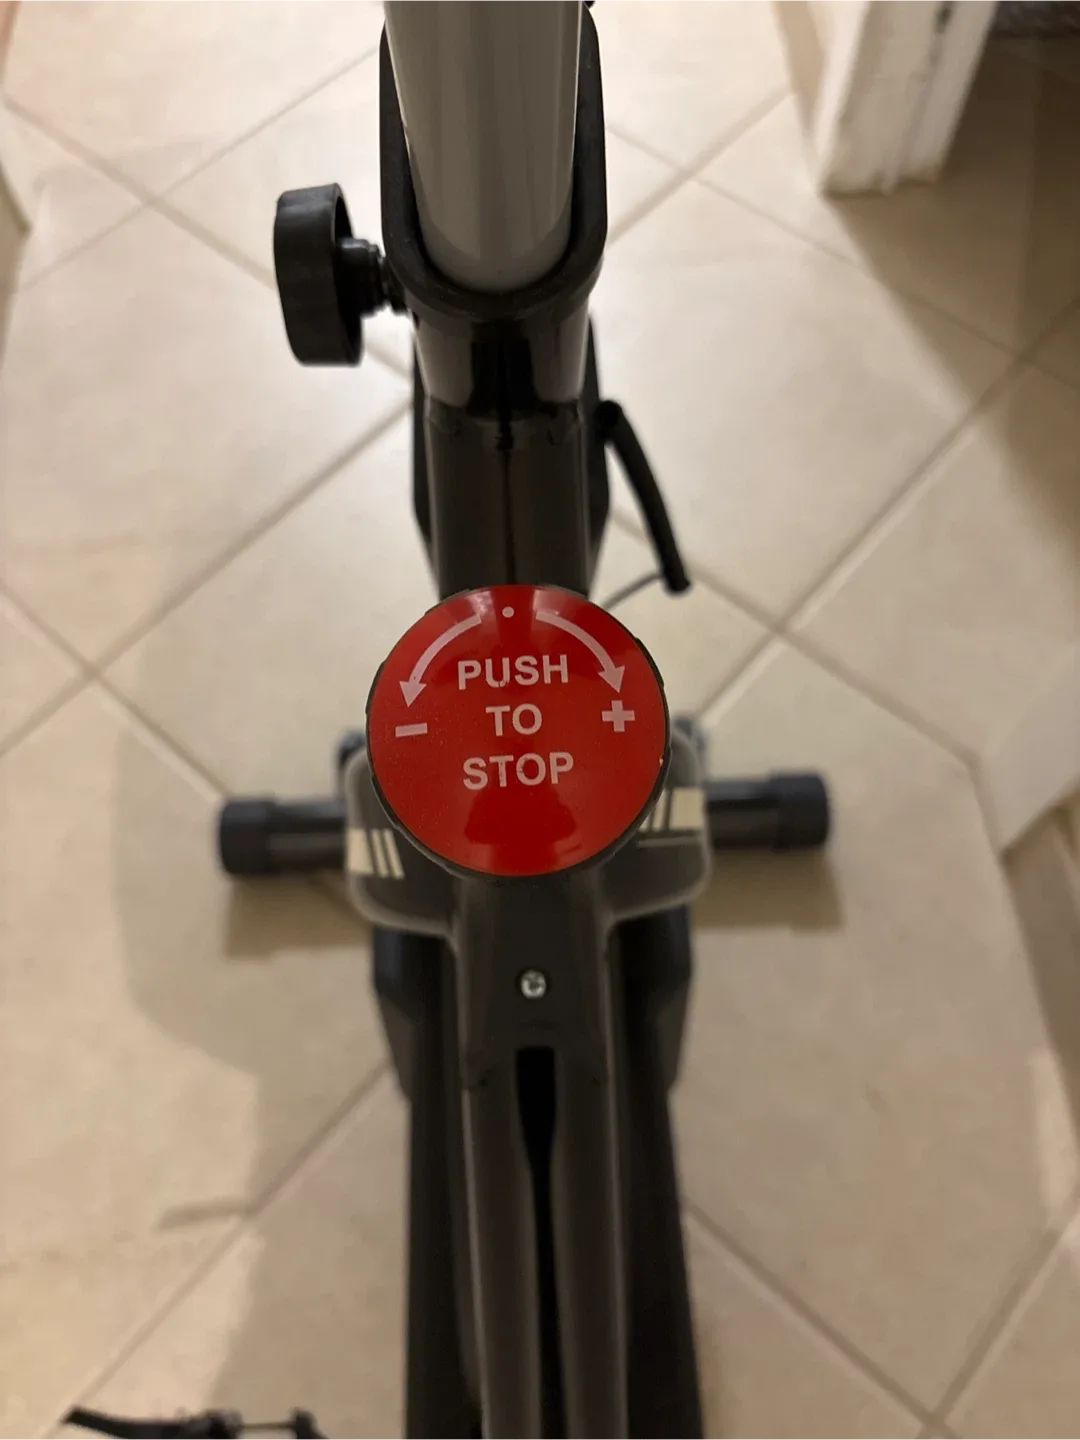 PUSH
- TO +
STOP